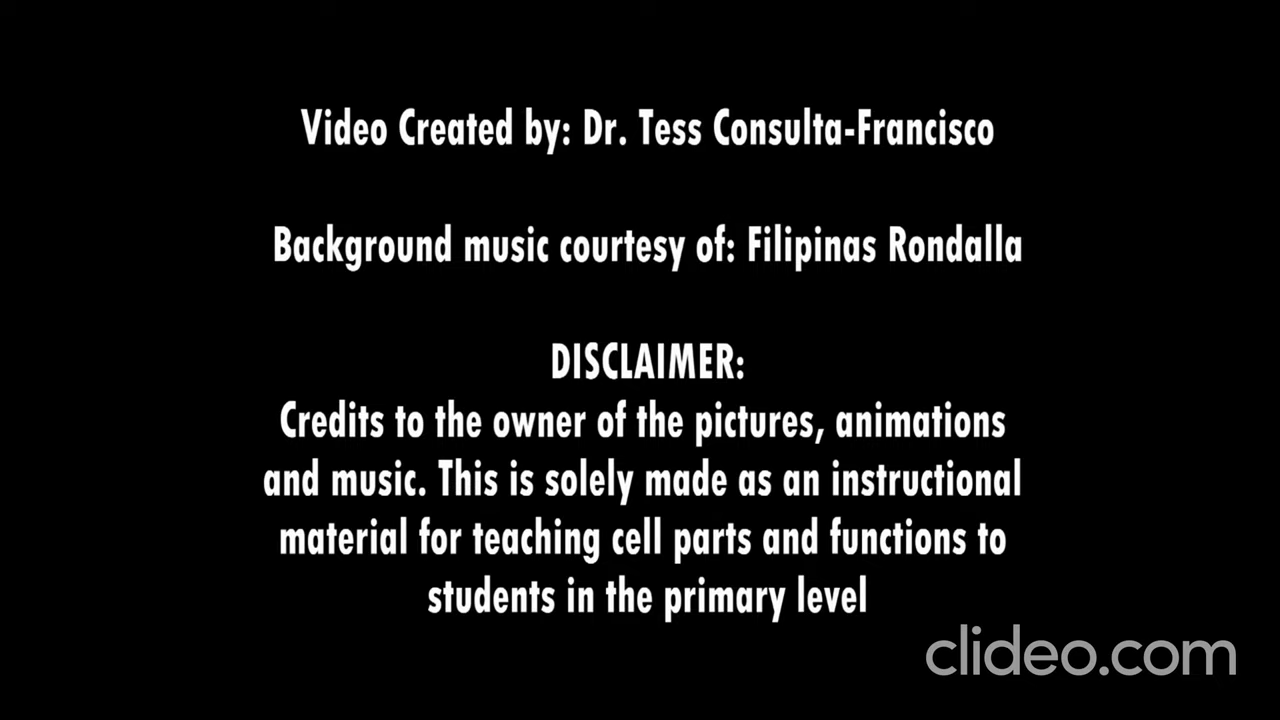 Video Created by: Dr. Tess Consulta-Francisco
Background music courtesy of: Filipinas Rondalla
DISCLAIMER:
Credits to the owner of the pictures, animations
and music. This is solely made as an instructional
material for teaching cell parts and functions to
students in the primary level
clideo.com